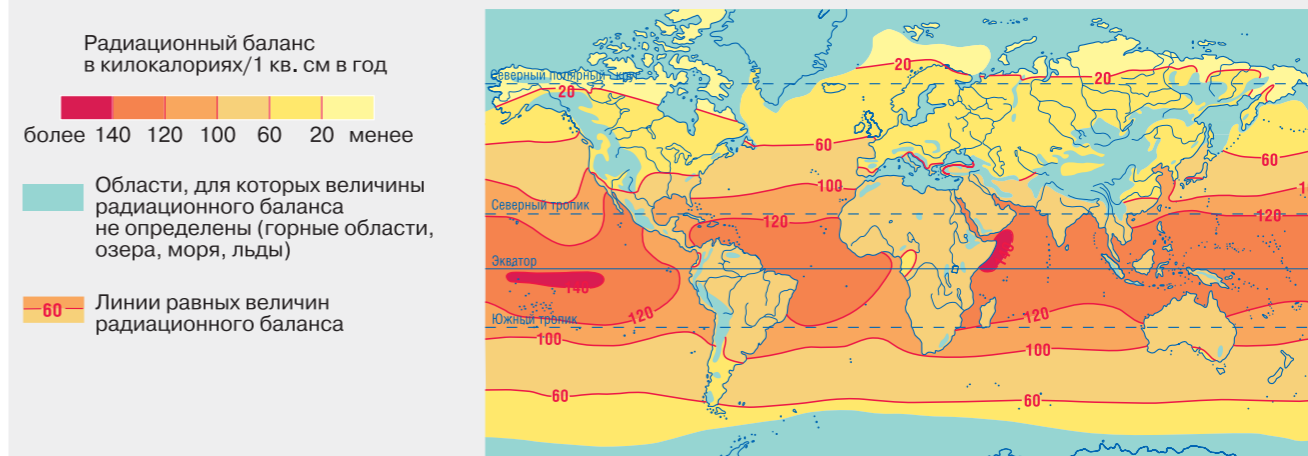 Радиационный баланс
в килокалориях/1 кв. см в год
более 140 120 100 60 20 менее
Области, для которых величины
радиационного баланса
не определены (горные области,
озера, моря, льды)
60 Линии равных величин
радиационного баланса
20
20
20
Северный полярный круг
60
60
100
100
Северный тропик
120
120
Экватор
140
140
120
120
Южный тропик
100
100
60
60